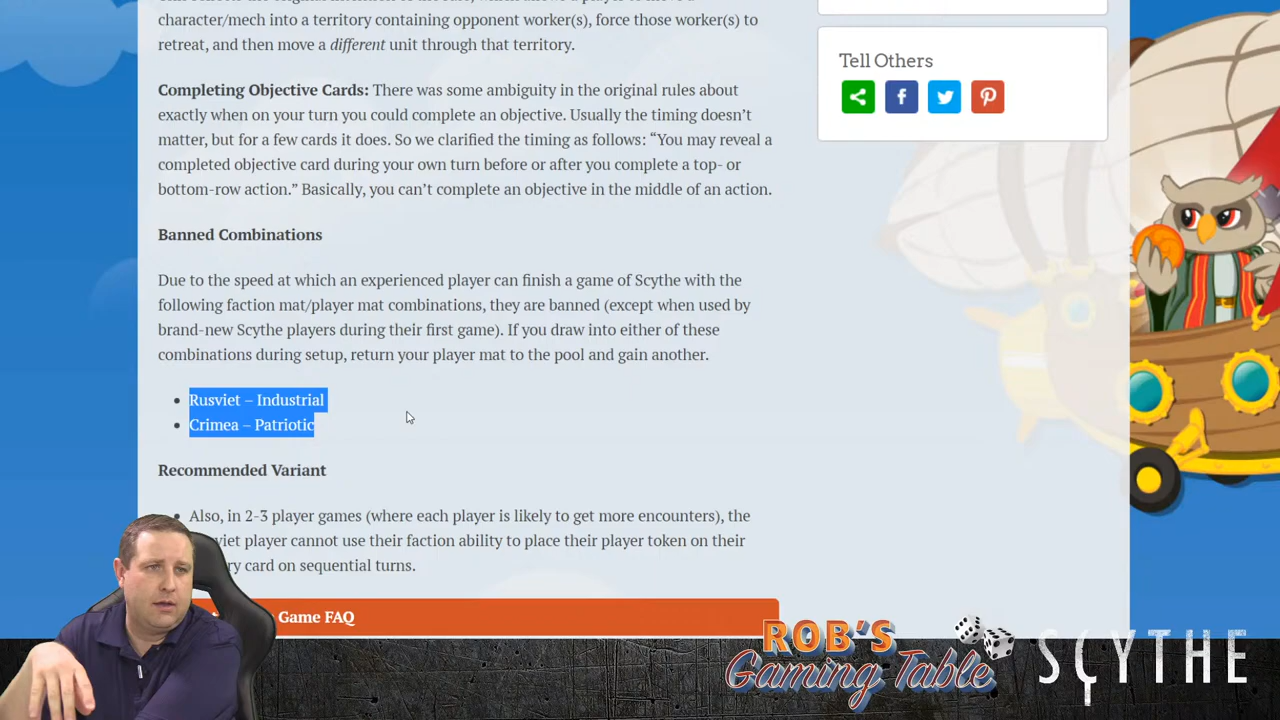 character/mech into a territory containing opponent worker(s), force those worker(s) to
retreat, and then move a different unit through that territory.
Completing Objective Cards: There was some ambiguity in the original rules about
exactly when on your turn you could complete an objective. Usually the timing doesn’t
matter, but for a few cards it does. So we clarified the timing as follows: “You may reveal a
completed objective card during your own turn before or after you complete a top- or
bottom-row action.” Basically, you can’t complete an objective in the middle of an action.
Banned Combinations
Due to the speed at which an experienced player can finish a game of Scythe with the
following faction mat/player mat combinations, they are banned (except when used by
brand-new Scythe players during their first game). If you draw into either of these
combinations during setup, return your player mat to the pool and gain another.
Rusviet – Industrial
Crimea – Patriotic
Recommended Variant
Also, in 2-3 player games (where each player is likely to get more encounters), the
player cannot use their faction ability to place their player token on their
card on sequential turns.
Game FAQ
Tell Others
ROB'S
Gaming Table
SCYTHE